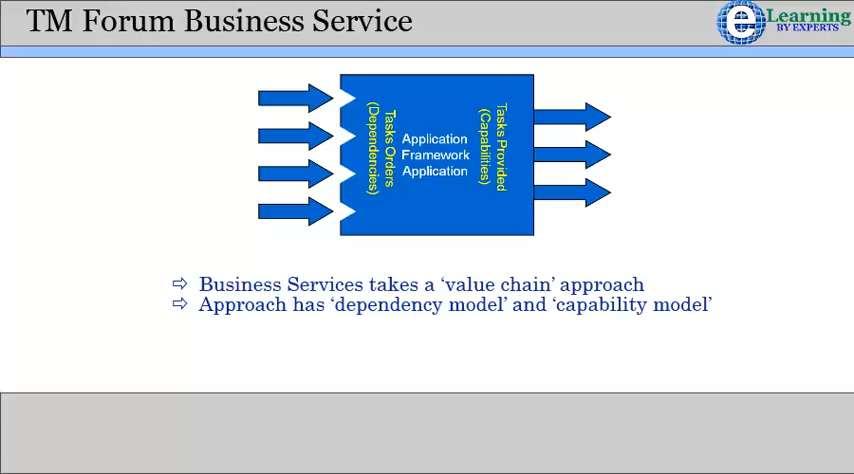 TM Forum Business Service
e Learning
BY EXPERTS
Tasks Orders
(Dependencies)
Application
Framework
Application
Tasks Provided
(Capabilities)
⇨ Business Services takes a ‘value chain’ approach
⇨ Approach has ‘dependency model’ and ‘capability model’